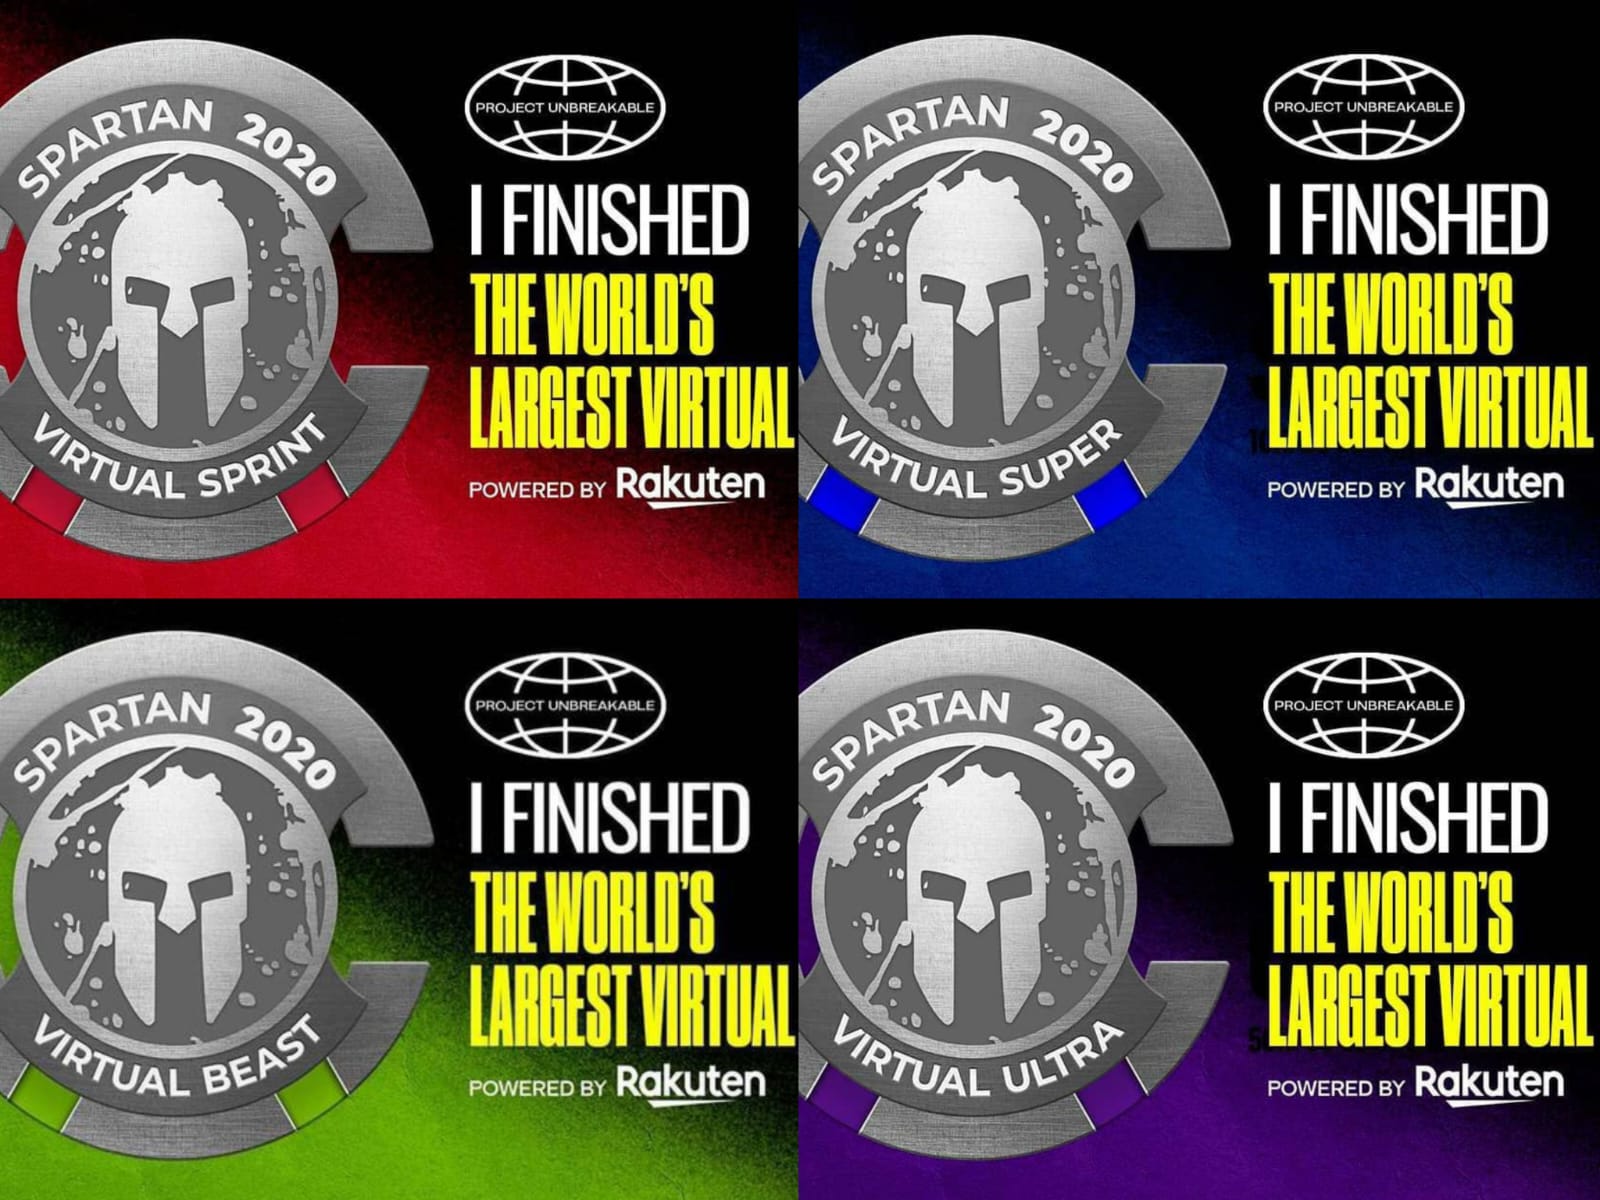 SPARTAN 2020
VIRTUAL SPRINT
PROJECT UNBREAKABLE
I FINISHED
THE WORLD'S
LARGEST VIRTUAL
POWERED BY Rakuten
SPARTAN 2020
VIRTUAL SUPER
PROJECT UNBREAKABLE
I FINISHED
THE WORLD'S
LARGEST VIRTUAL
POWERED BY Rakuten
SPARTAN 2020
VIRTUAL BEAST
PROJECT UNBREAKABLE
I FINISHED
THE WORLD'S
LARGEST VIRTUAL
POWERED BY Rakuten
SPARTAN 2020
VIRTUAL ULTRA
PROJECT UNBREAKABLE
I FINISHED
THE WORLD'S
LARGEST VIRTUAL
POWERED BY Rakuten